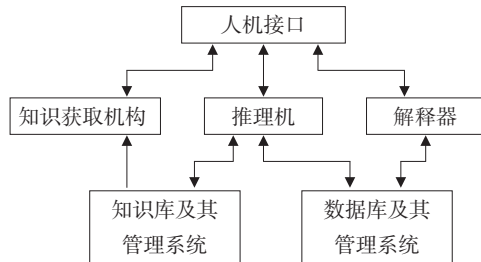 人机接口
知识获取机构
推理机
解释器
知识库及其
管理系统
数据库及其
管理系统